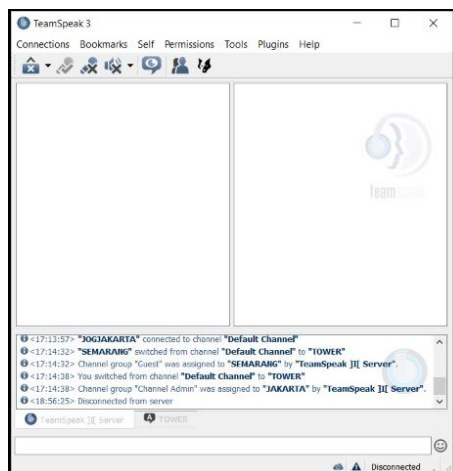 TeamSpeak 3
Connections Bookmarks Self Permissions Tools Plugins Help
team speak
<17:13:57> "JOGJAKARTA" connected to channel "Default Channel"
<17:14:32> "SEMARANG" switched from channel "Default Channel" to "TOWER"
<17:14:32> Channel group "Guest" was assigned to "SEMARANG" by "TeamSpeak ]I[ Server".
<17:14:38> You switched from channel "Default Channel" to "TOWER"
<17:14:38> Channel group "Channel Admin" was assigned to "JAKARTA" by "TeamSpeak ]I[ Server".
<18:56:25> Disconnected from server
TeamSpeak ]I[ Server TOWER
Disconnected